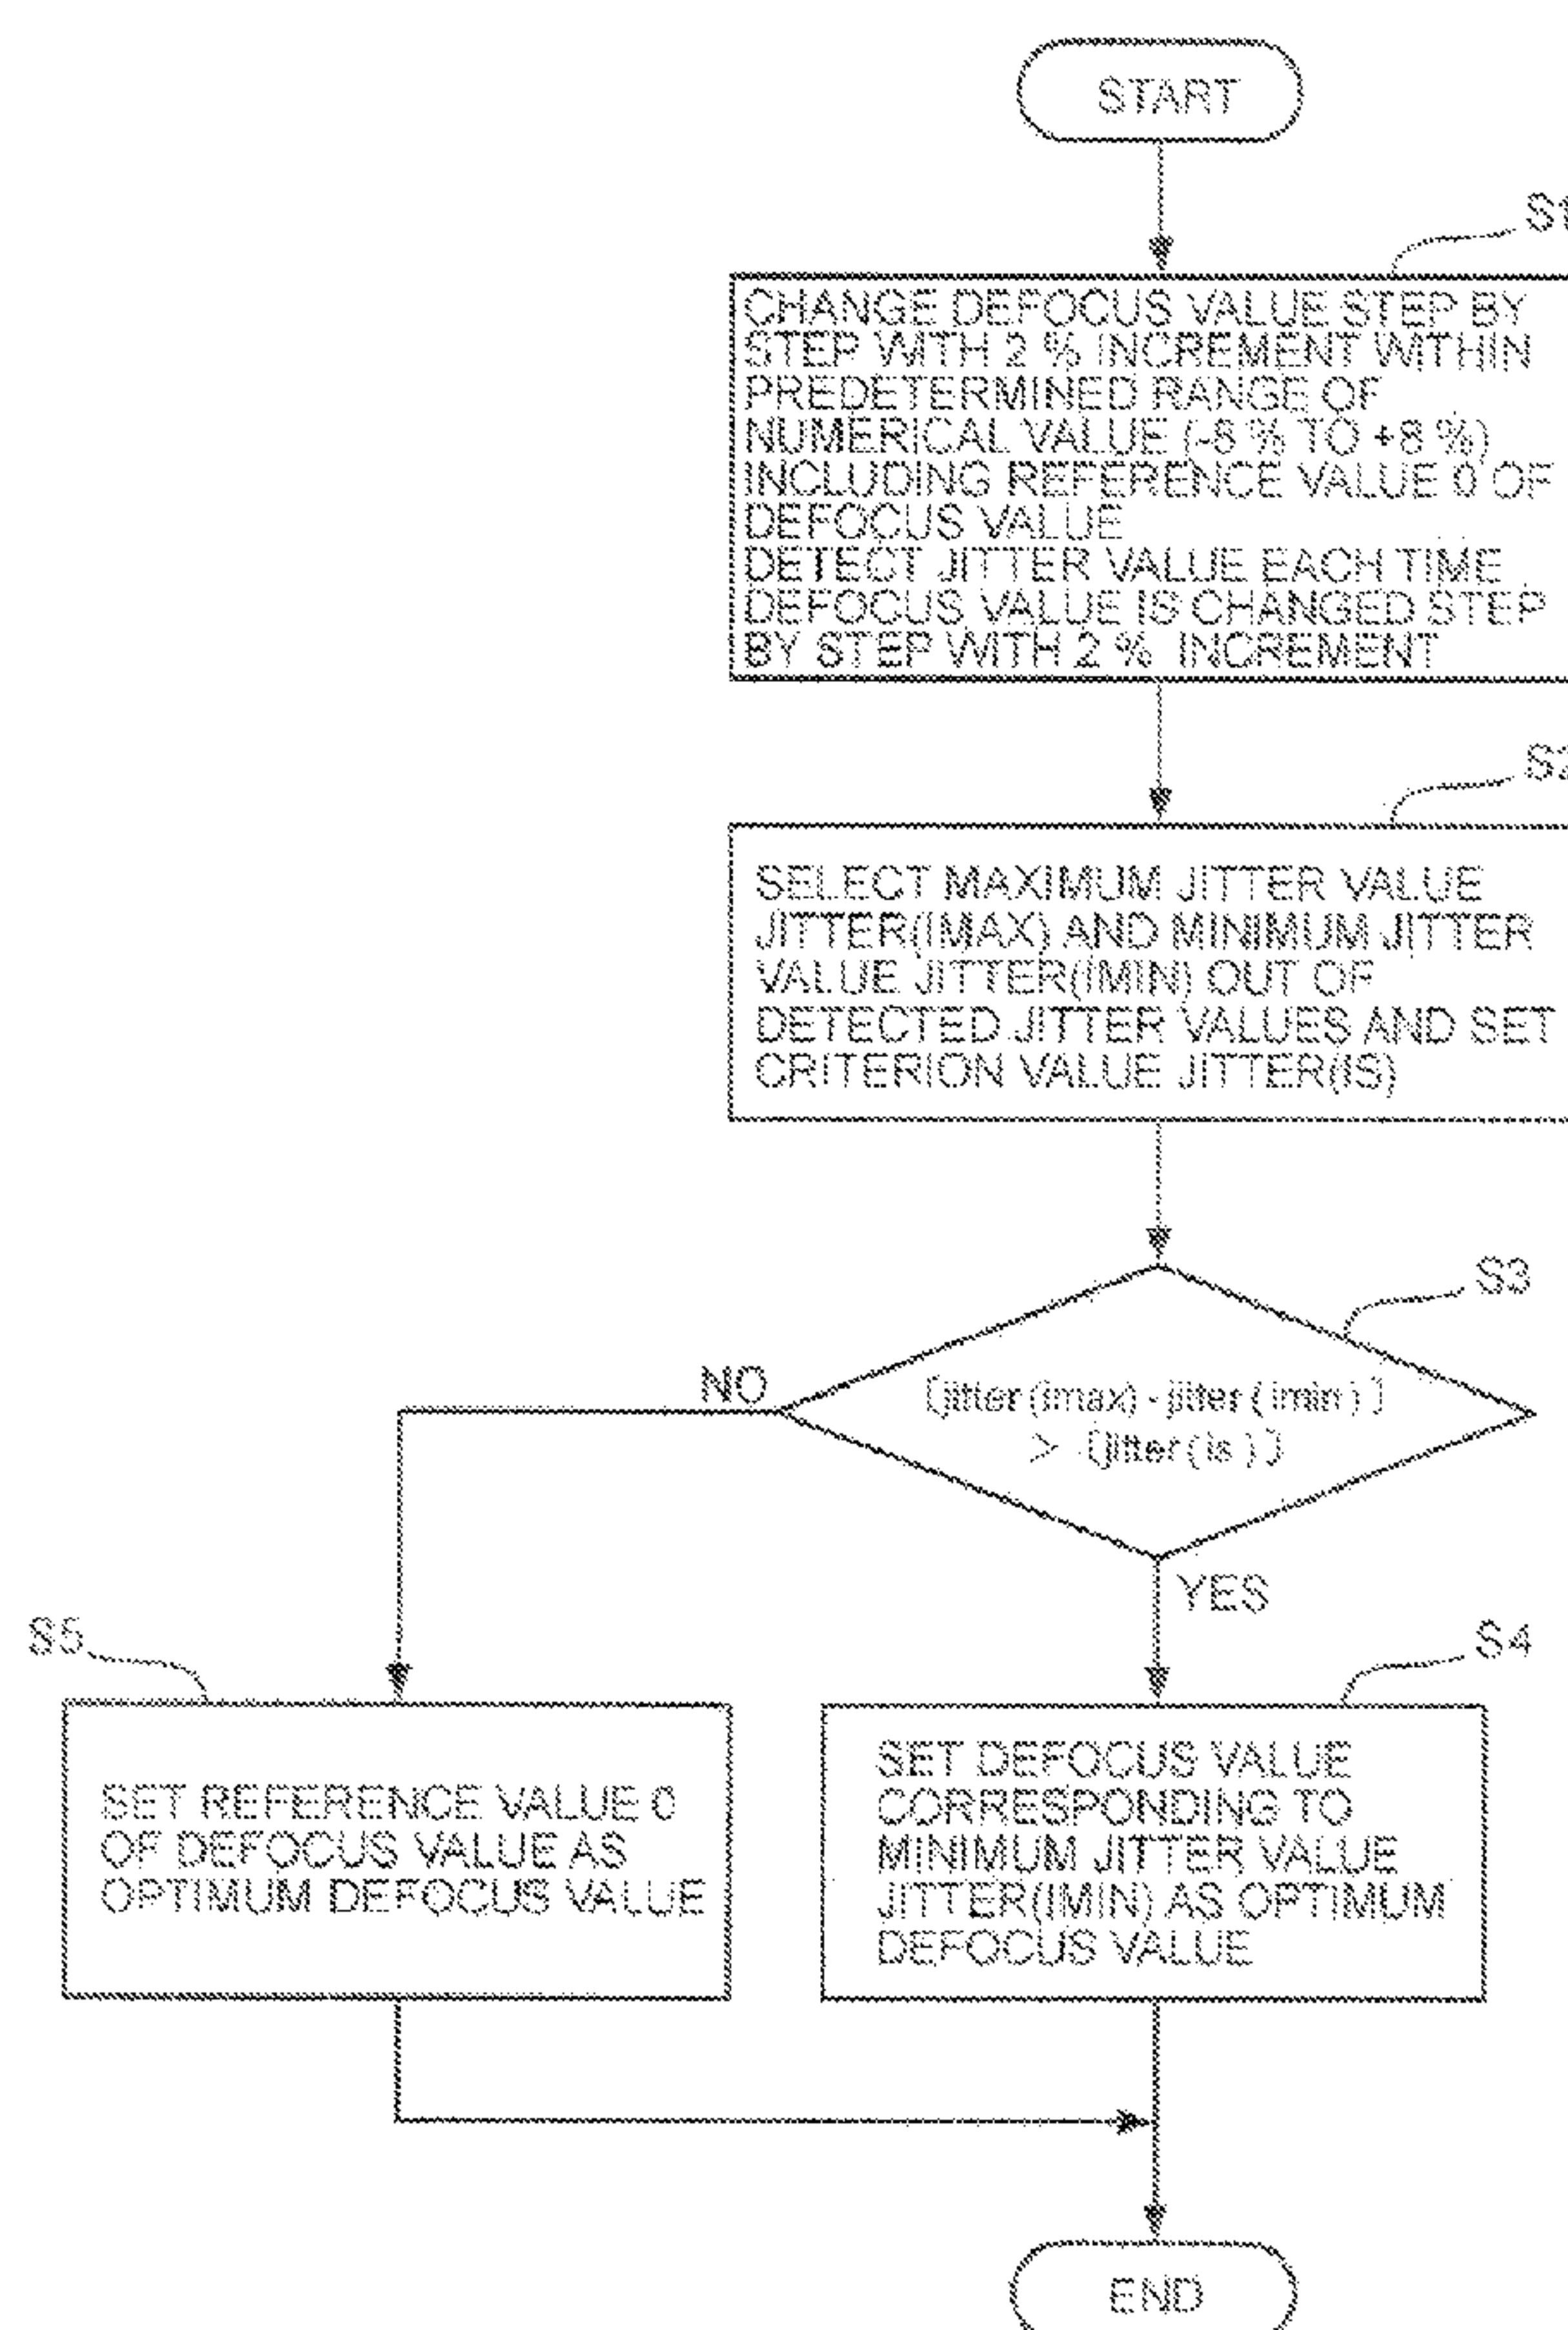 START
S1
CHANGE DEFOCUS VALUE STEP BY
STEP WITH 2 % INCREMENT WITHIN
PREDETERMINED RANGE OF
NUMERICAL VALUE (-8 % TO +8 %)
INCLUDING REFERENCE VALUE 0 OF
DEFOCUS VALUE
DETECT JITTER VALUE EACH TIME
DEFOCUS VALUE IS CHANGED STEP
BY STEP WITH 2 % INCREMENT
S2
SELECT MAXIMUM JITTER VALUE
JITTER(IMAX) AND MINIMUM JITTER
VALUE JITTER(IMIN) OUT OF
DETECTED JITTER VALUES AND SET
CRITERION VALUE JITTER(IS)
S3
[jitter (imax) - jitter ( imin ) ]
> [jitter ( is ) ]
NO
YES
S5
S4
SET REFERENCE VALUE 0
OF DEFOCUS VALUE AS
OPTIMUM DEFOCUS VALUE
SET DEFOCUS VALUE
CORRESPONDING TO
MINIMUM JITTER VALUE
JITTER(IMIN) AS OPTIMUM
DEFOCUS VALUE
END